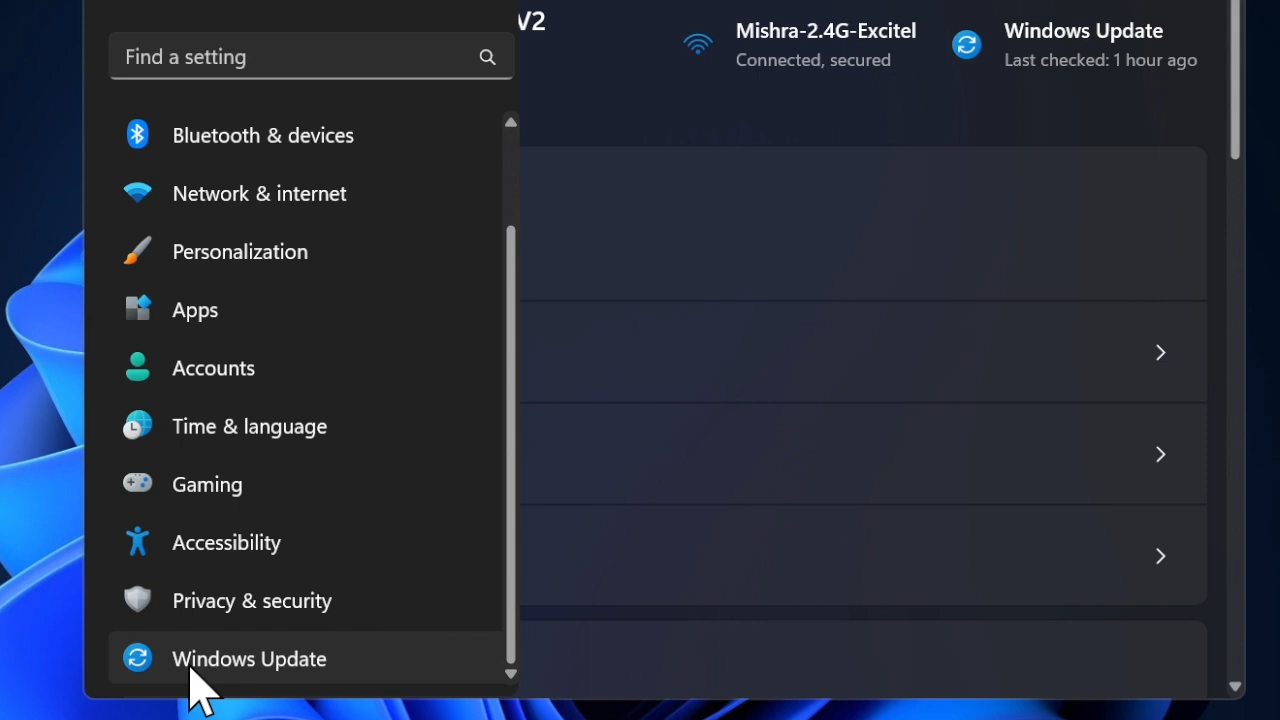 V2
Mishra-2.4G-Excitel
Connected, secured
Windows Update
Last checked: 1 hour ago
Find a setting
Bluetooth & devices
Network & internet
Personalization
Apps
Accounts
Time & language
Gaming
Accessibility
Privacy & security
Windows Update